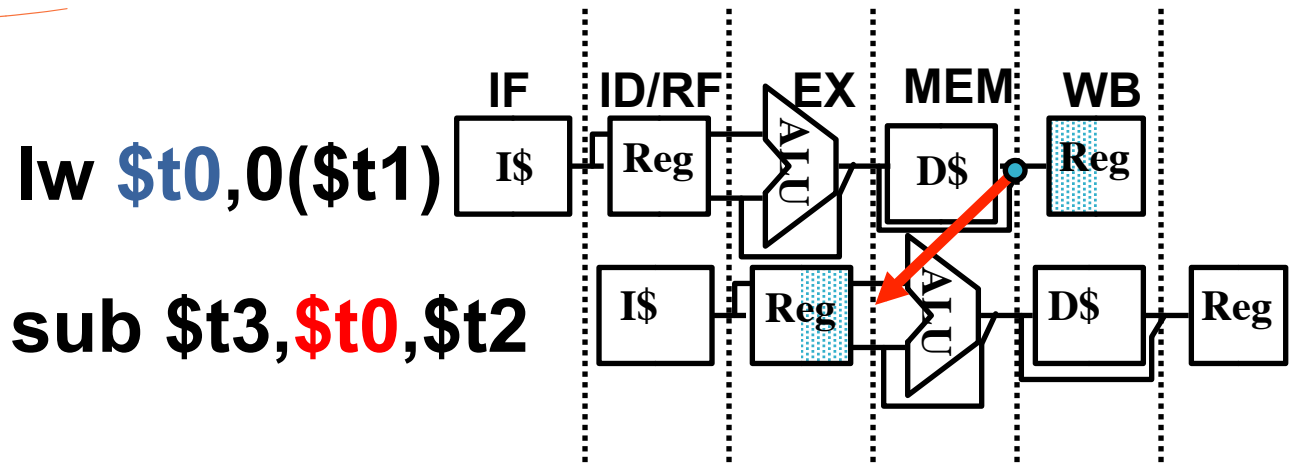 IF ID/RF EX MEM WB
lw $t0,0($t1) I$ Reg ALU D$ Reg
sub $t3,$t0,$t2 I$ Reg ALU D$ Reg